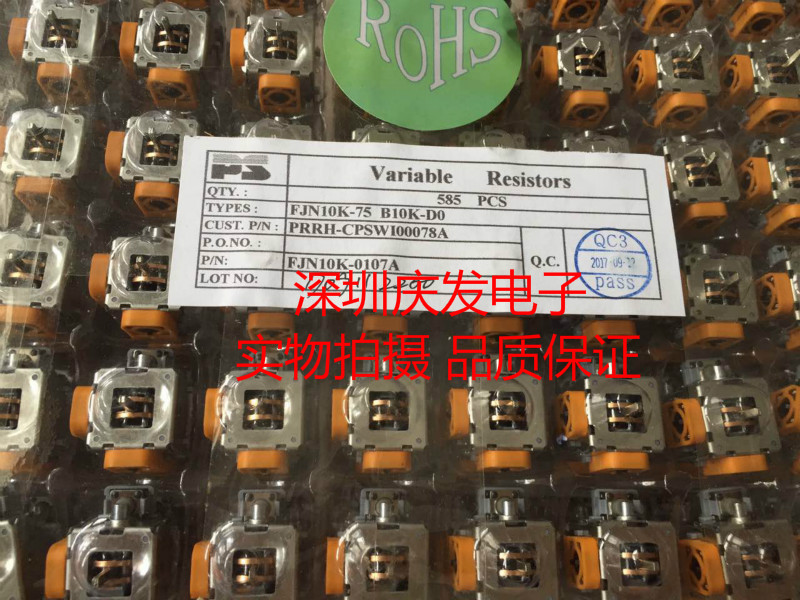 ROHS
Variable Resistors
QTY. : 585 PCS
TYPES : FJN10K-75 B10K-D0
CUST. P/N : PRRH-CPSWI00078A
P.O.NO. :
P/N: FJN10K-0107A
LOT NO:
Q.C.
QC3
pass
深圳庆发电子
实物拍摄 品质保证